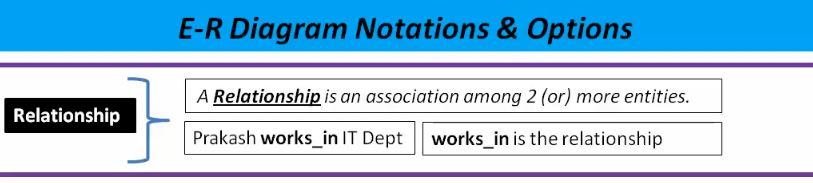 E-R Diagram Notations & Options
Relationship
A Relationship is an association among 2 (or) more entities.
Prakash works_in IT Dept
works_in is the relationship